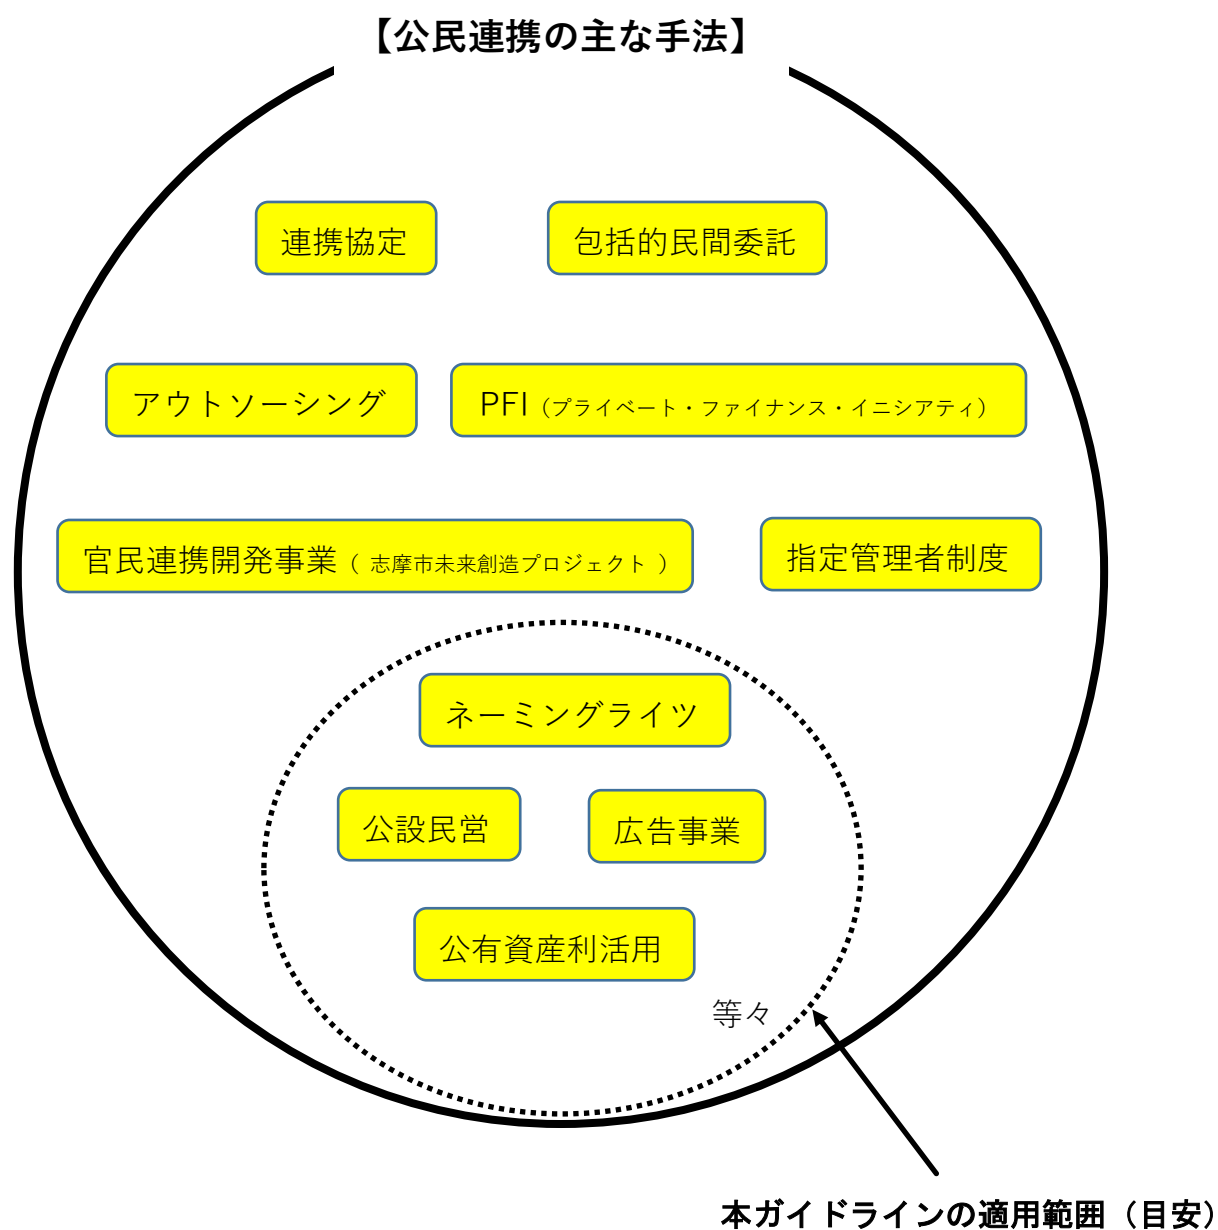 【公民連携の主な手法】
連携協定
包括的民間委託
アウトソーシング
PFI（プライベート・ファイナンス・イニシアティ）
官民連携開発事業（ 志摩市未来創造プロジェクト ）
指定管理者制度
ネーミングライツ
公設民営
広告事業
公有資産利活用
等々
本ガイドラインの適用範囲（目安）